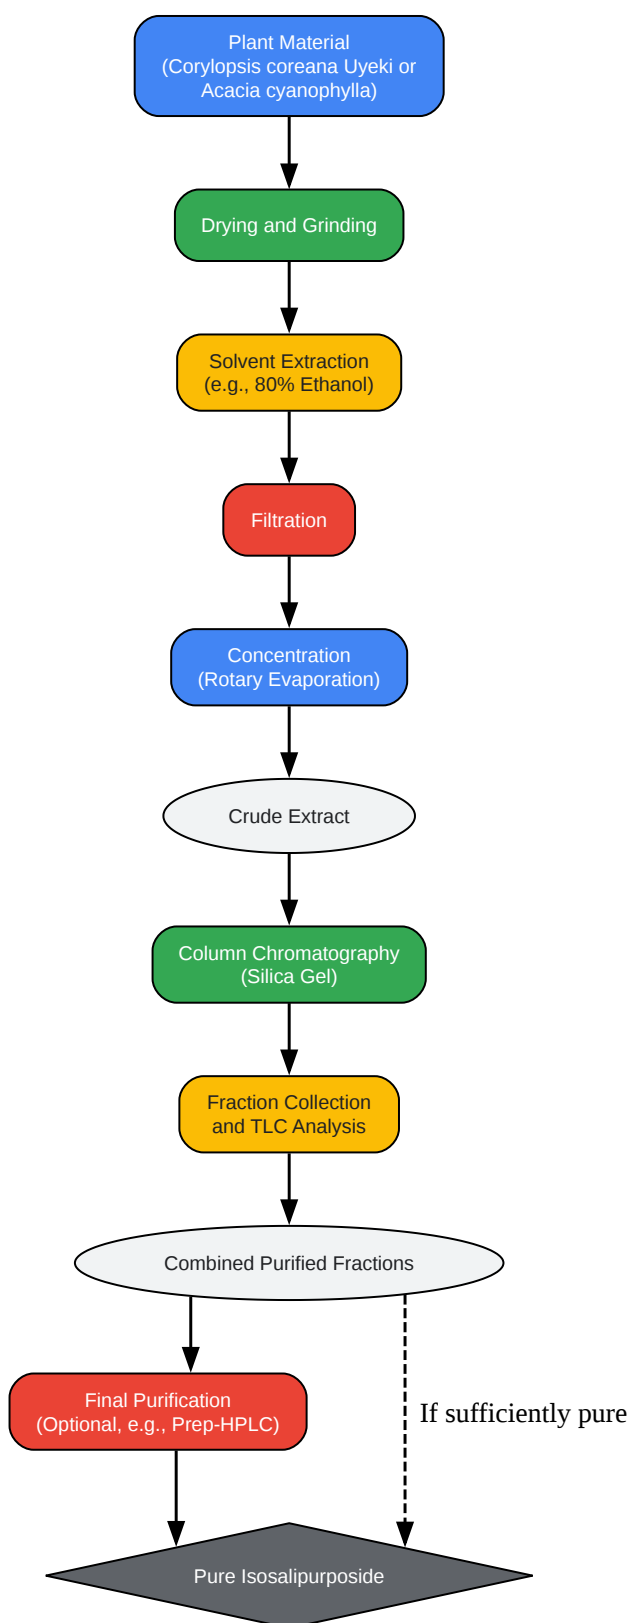 Plant Material
(Corylopsis coreana Uyeki or
Acacia cyanophylla)
Drying and Grinding
Solvent Extraction
(e.g., 80% Ethanol)
Filtration
Concentration
(Rotary Evaporation)
Crude Extract
Column Chromatography
(Silica Gel)
Fraction Collection
and TLC Analysis
Combined Purified Fractions
Final Purification
(Optional, e.g., Prep-HPLC)
If sufficiently pure
Pure Isosalipurposide